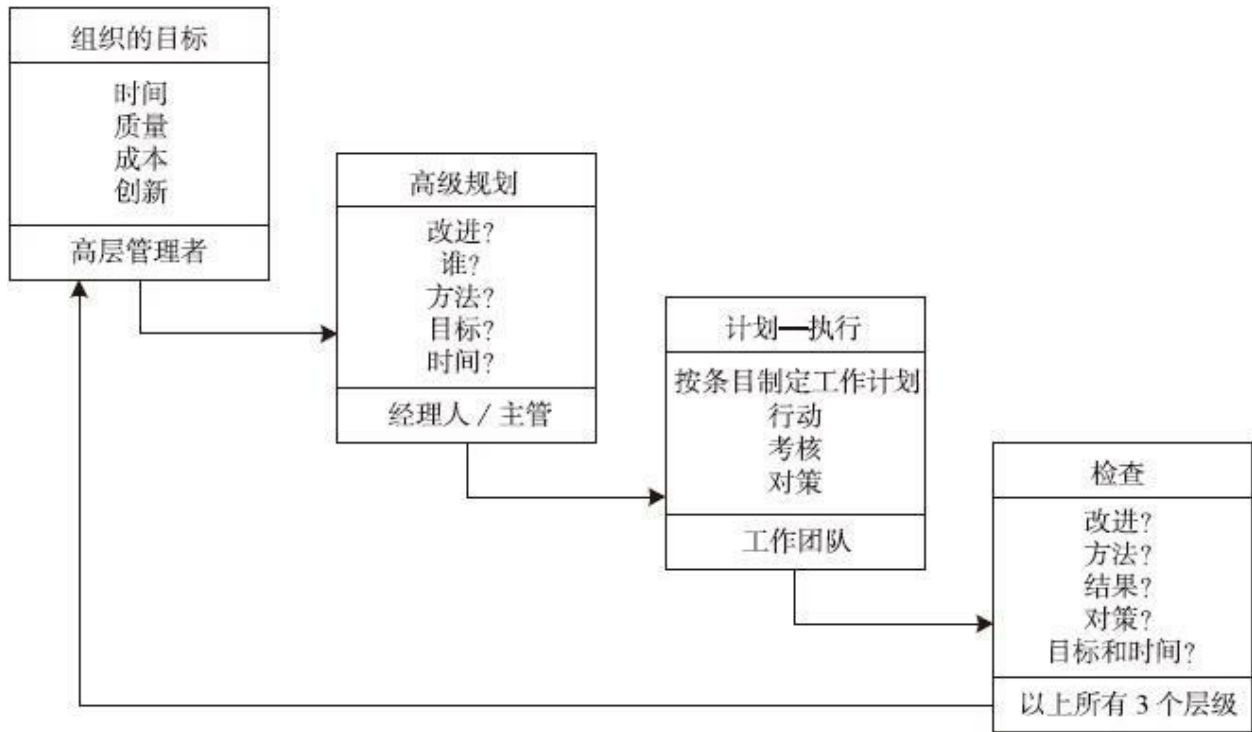 组织的目标
时间
质量
成本
创新
高层管理者
高级规划
改进?
谁?
方法?
目标?
时间?
经理人 / 主管
计划—执行
按条目制定工作计划
行动
考核
对策
工作团队
检查
改进?
方法?
结果?
对策?
目标和时间?
以上所有 3 个层级